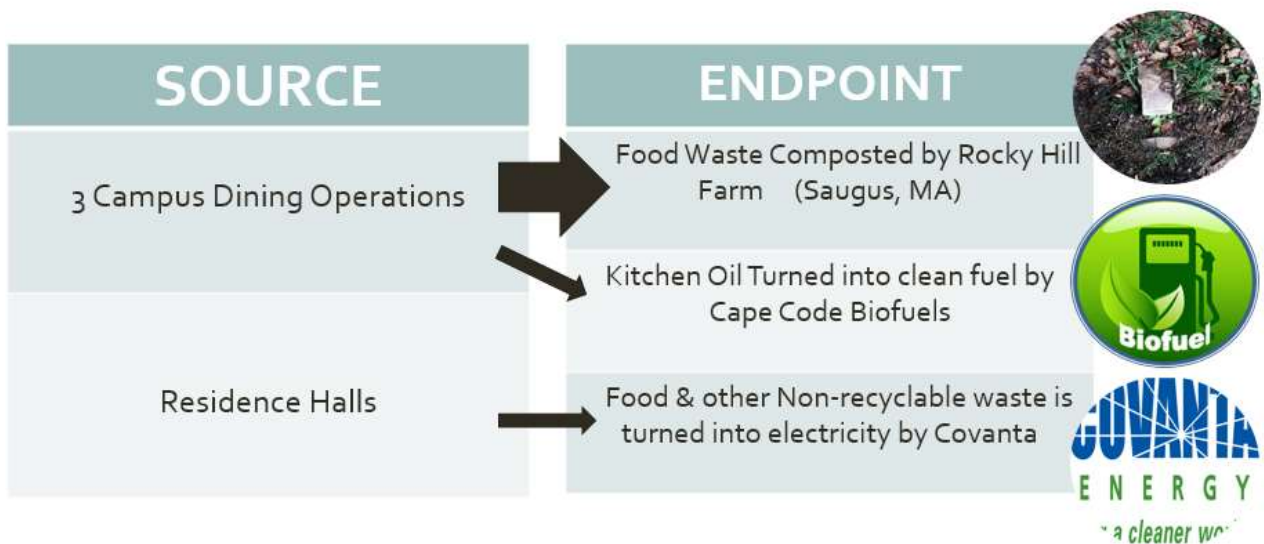 SOURCE
ENDPOINT
3 Campus Dining Operations
Food Waste Composted by Rocky Hill
Farm (Saugus, MA)
Kitchen Oil Turned into clean fuel by
Cape Code Biofuels
Residence Halls
Food & other Non-recyclable waste is
turned into electricity by Covanta
Biofuel
COVANTA
ENERGY
a cleaner